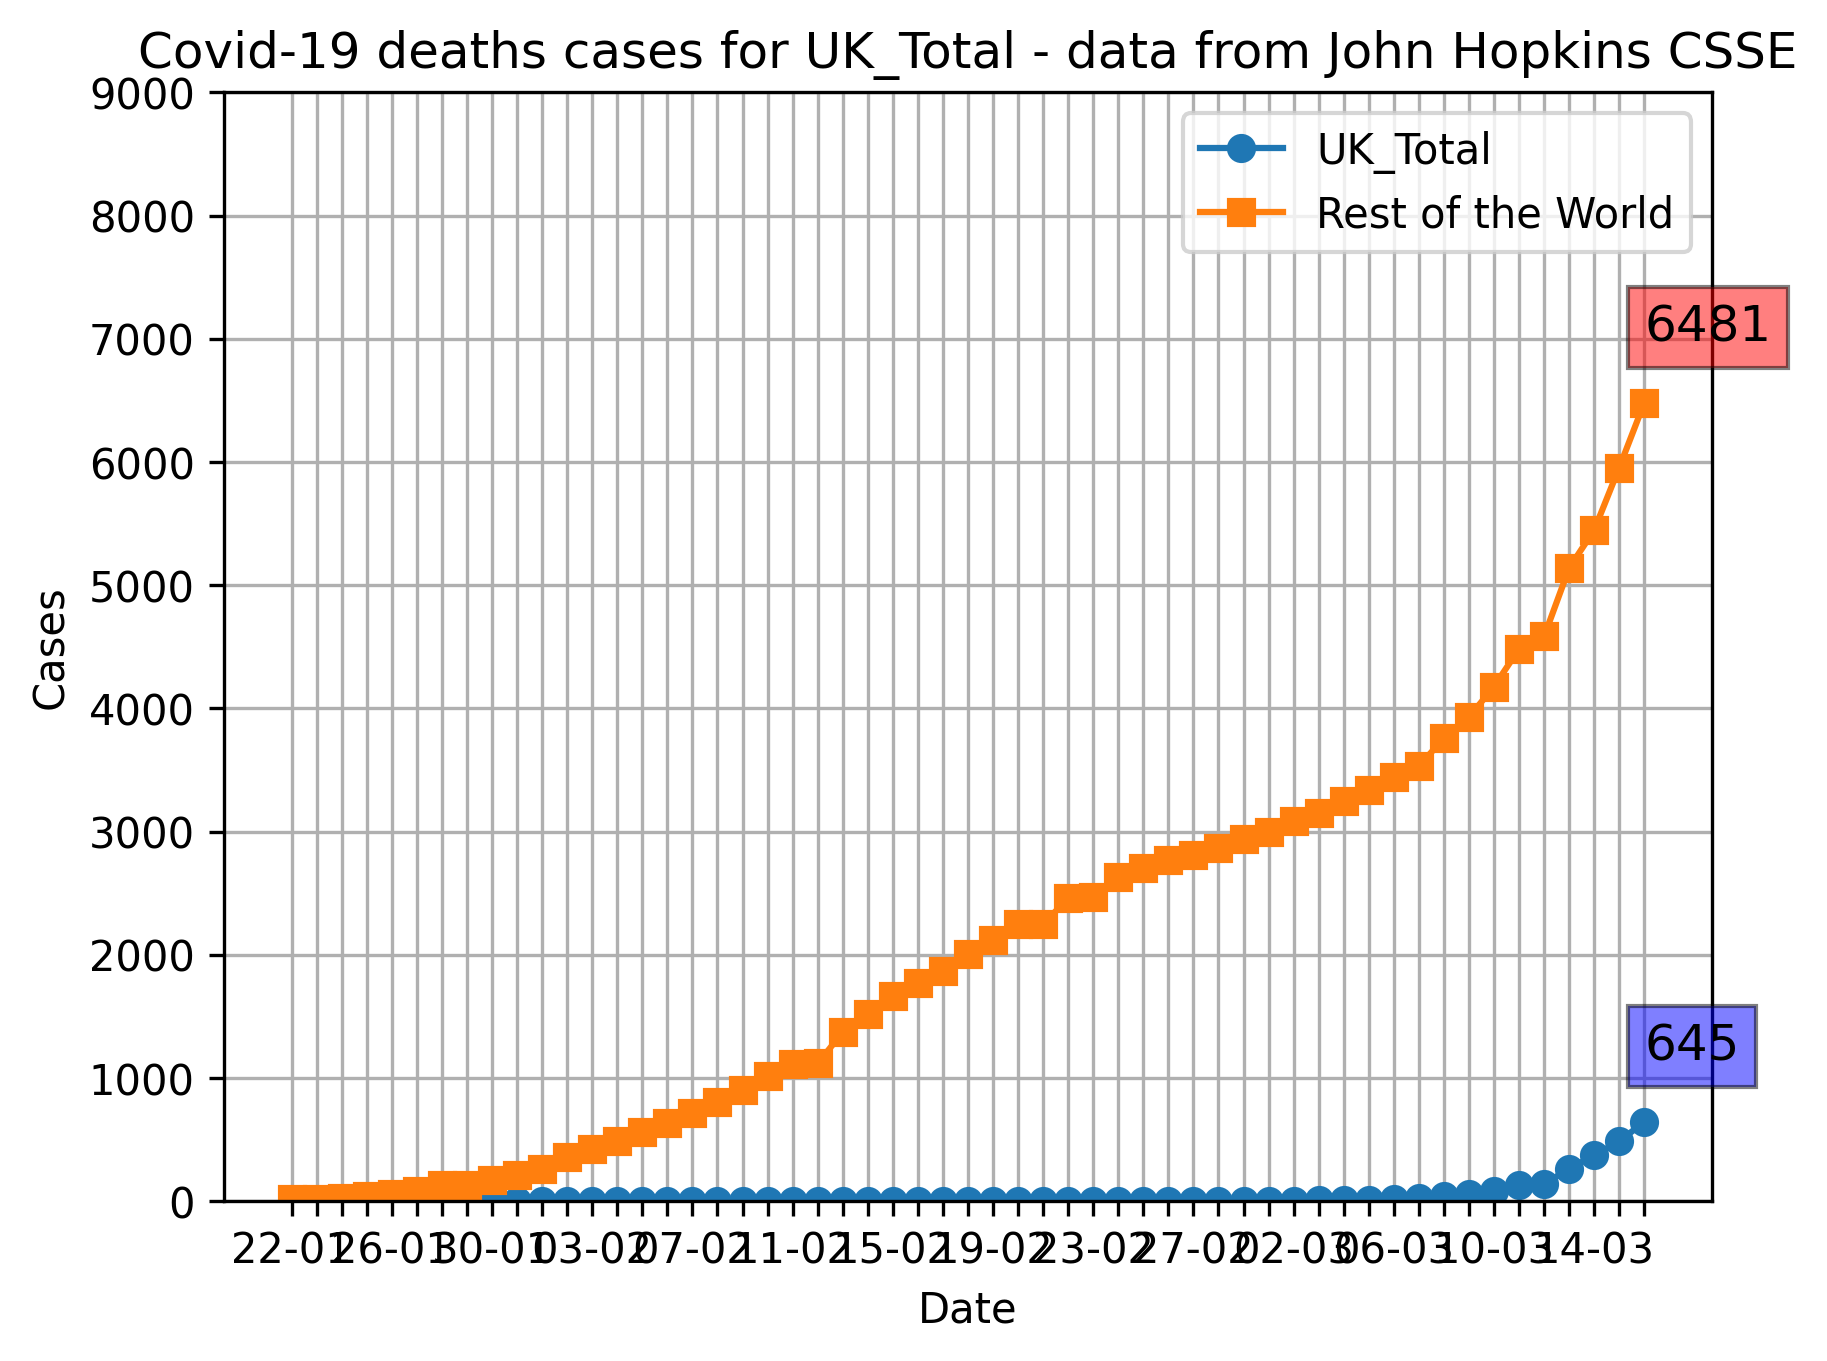 Covid-19 deaths cases for UK_Total - data from John Hopkins CSSE
9000
8000
7000
6000
5000
4000
3000
2000
1000
0
Cases
UK_Total
Rest of the World
6481
645
22-01 26-01 30-01 03-02 07-02 11-02 15-02 19-02 23-02 27-02 02-03 06-03 10-03 14-03
Date